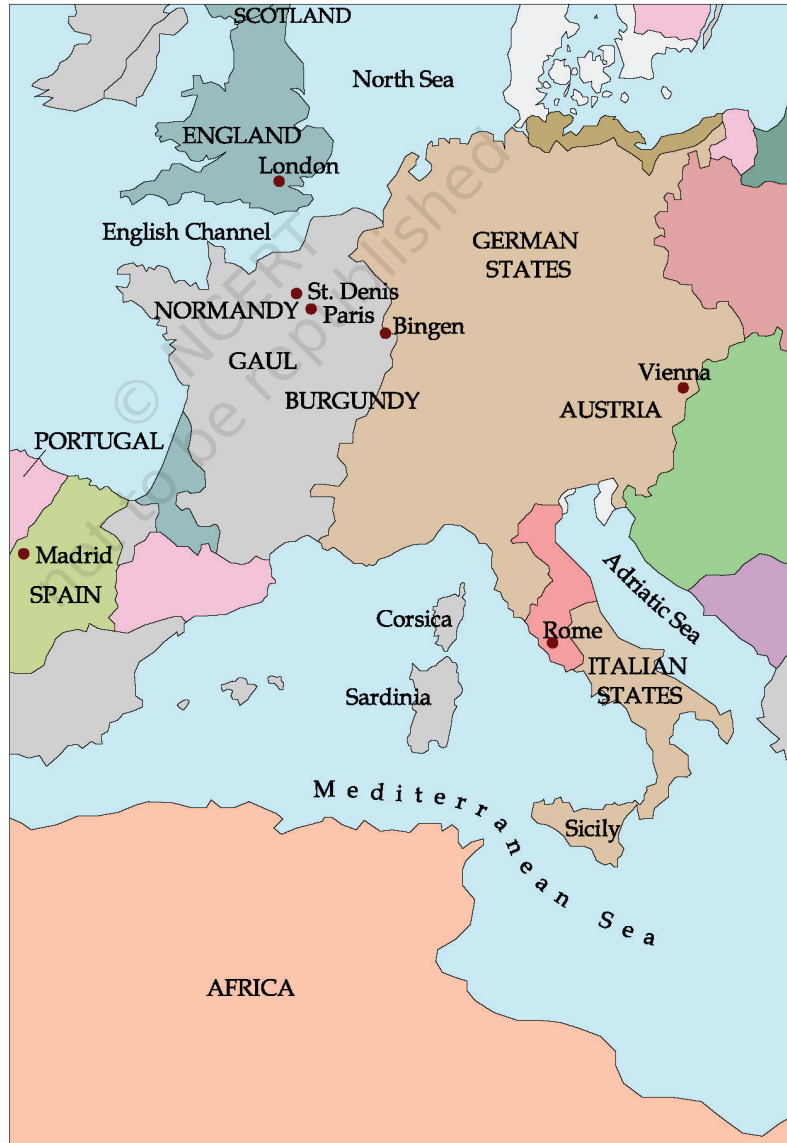 SCOTLAND
North Sea
ENGLAND
London
English Channel
GERMAN
STATES
St. Denis
NORMANDY
Paris
Bingen
GAUL
Vienna
BURGUNDY
AUSTRIA
PORTUGAL
Madrid
SPAIN
Adriatic Sea
Corsica
Rome
ITALIAN
STATES
Sardinia
Mediterranean Sea
Sicily
AFRICA
© NCERT
not to be republished